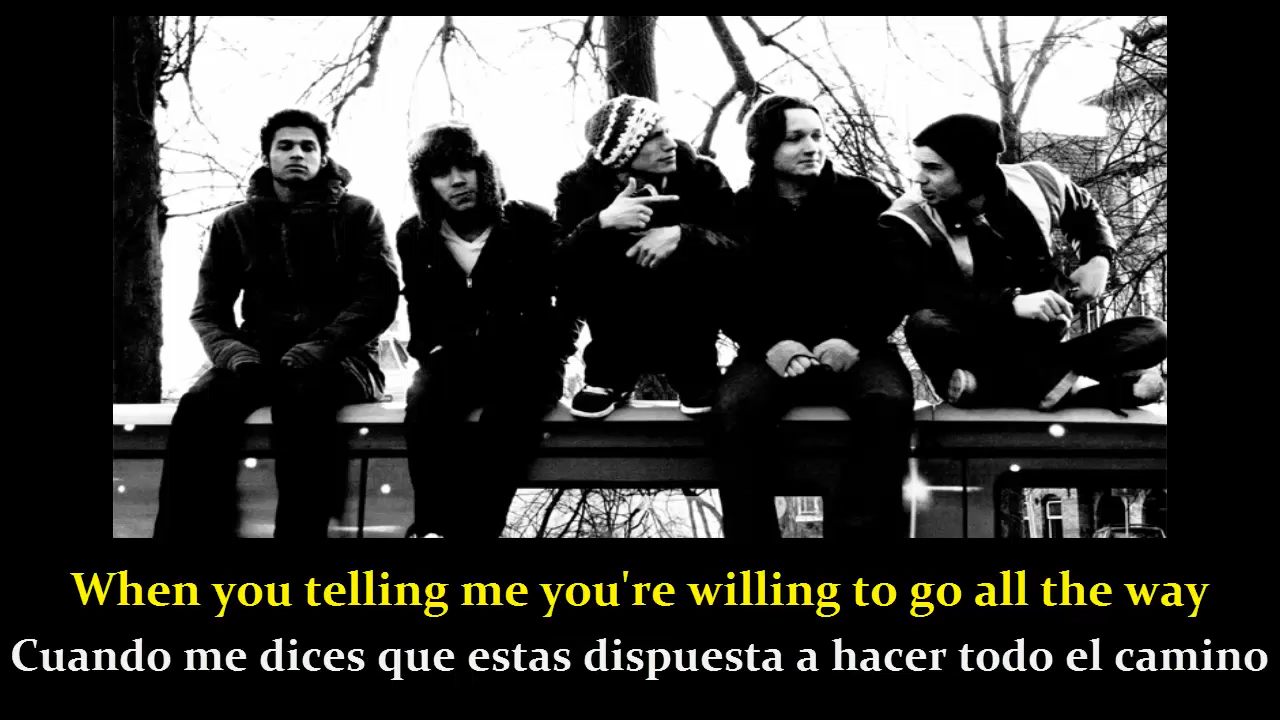 When you telling me you're willing to go all the way
Cuando me dices que estas dispuesta a hacer todo el camino